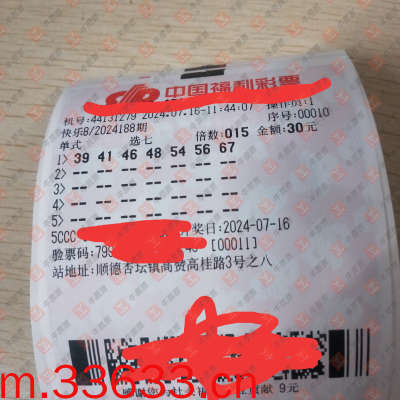 中国福利彩票
机号:44131279 2024.07.16-11:44:07 操作员:1
快乐8/2024188期 序号:00010
单式 选七 倍数:015 金额:30元
1> 39 41 46 48 54 56 67
2> -- -- -- -- -- -- --
3> -- -- -- -- -- -- --
4> -- -- -- -- -- -- --
5> -- -- -- -- -- -- --
5CCC 奖日:2024-07-16
验票码:799 [00011]
站地址:顺德杏坛镇高赞高桂路3号之八
m.33633.cn
贡献 9元